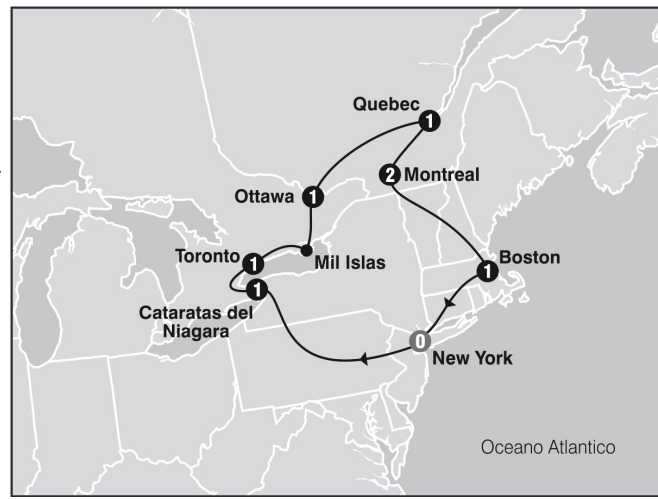 Quebec
1
2
Montreal
Ottawa
1
Toronto
1
Mil Islas
Boston
1
Cataratas del
Niagara
1
0
New York
Oceano Atlantico